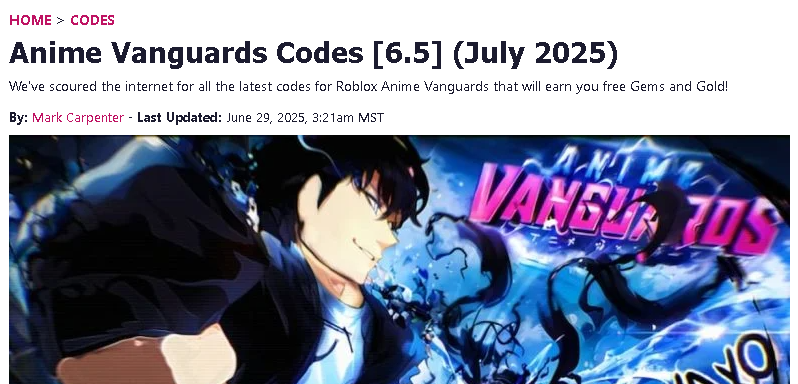 HOME > CODES
Anime Vanguards Codes [6.5] (July 2025)
We've scoured the internet for all the latest codes for Roblox Anime Vanguards that will earn you free Gems and Gold!
By: Mark Carpenter - Last Updated: June 29, 2025, 3:21am MST
ANIME
VANGUARDS